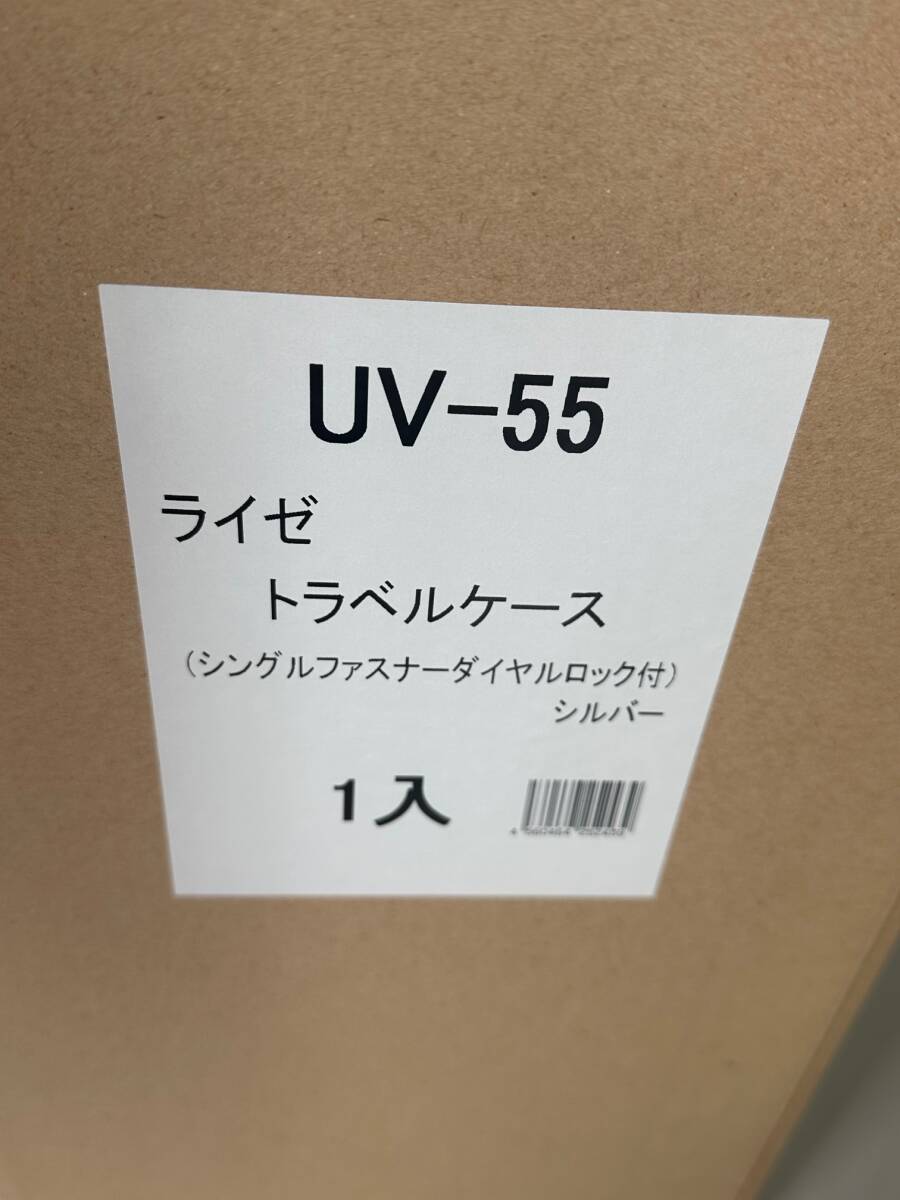 UV-55
ライゼ
トラベルケース
（シングルファスナーダイヤルロック付）
シルバー
1入